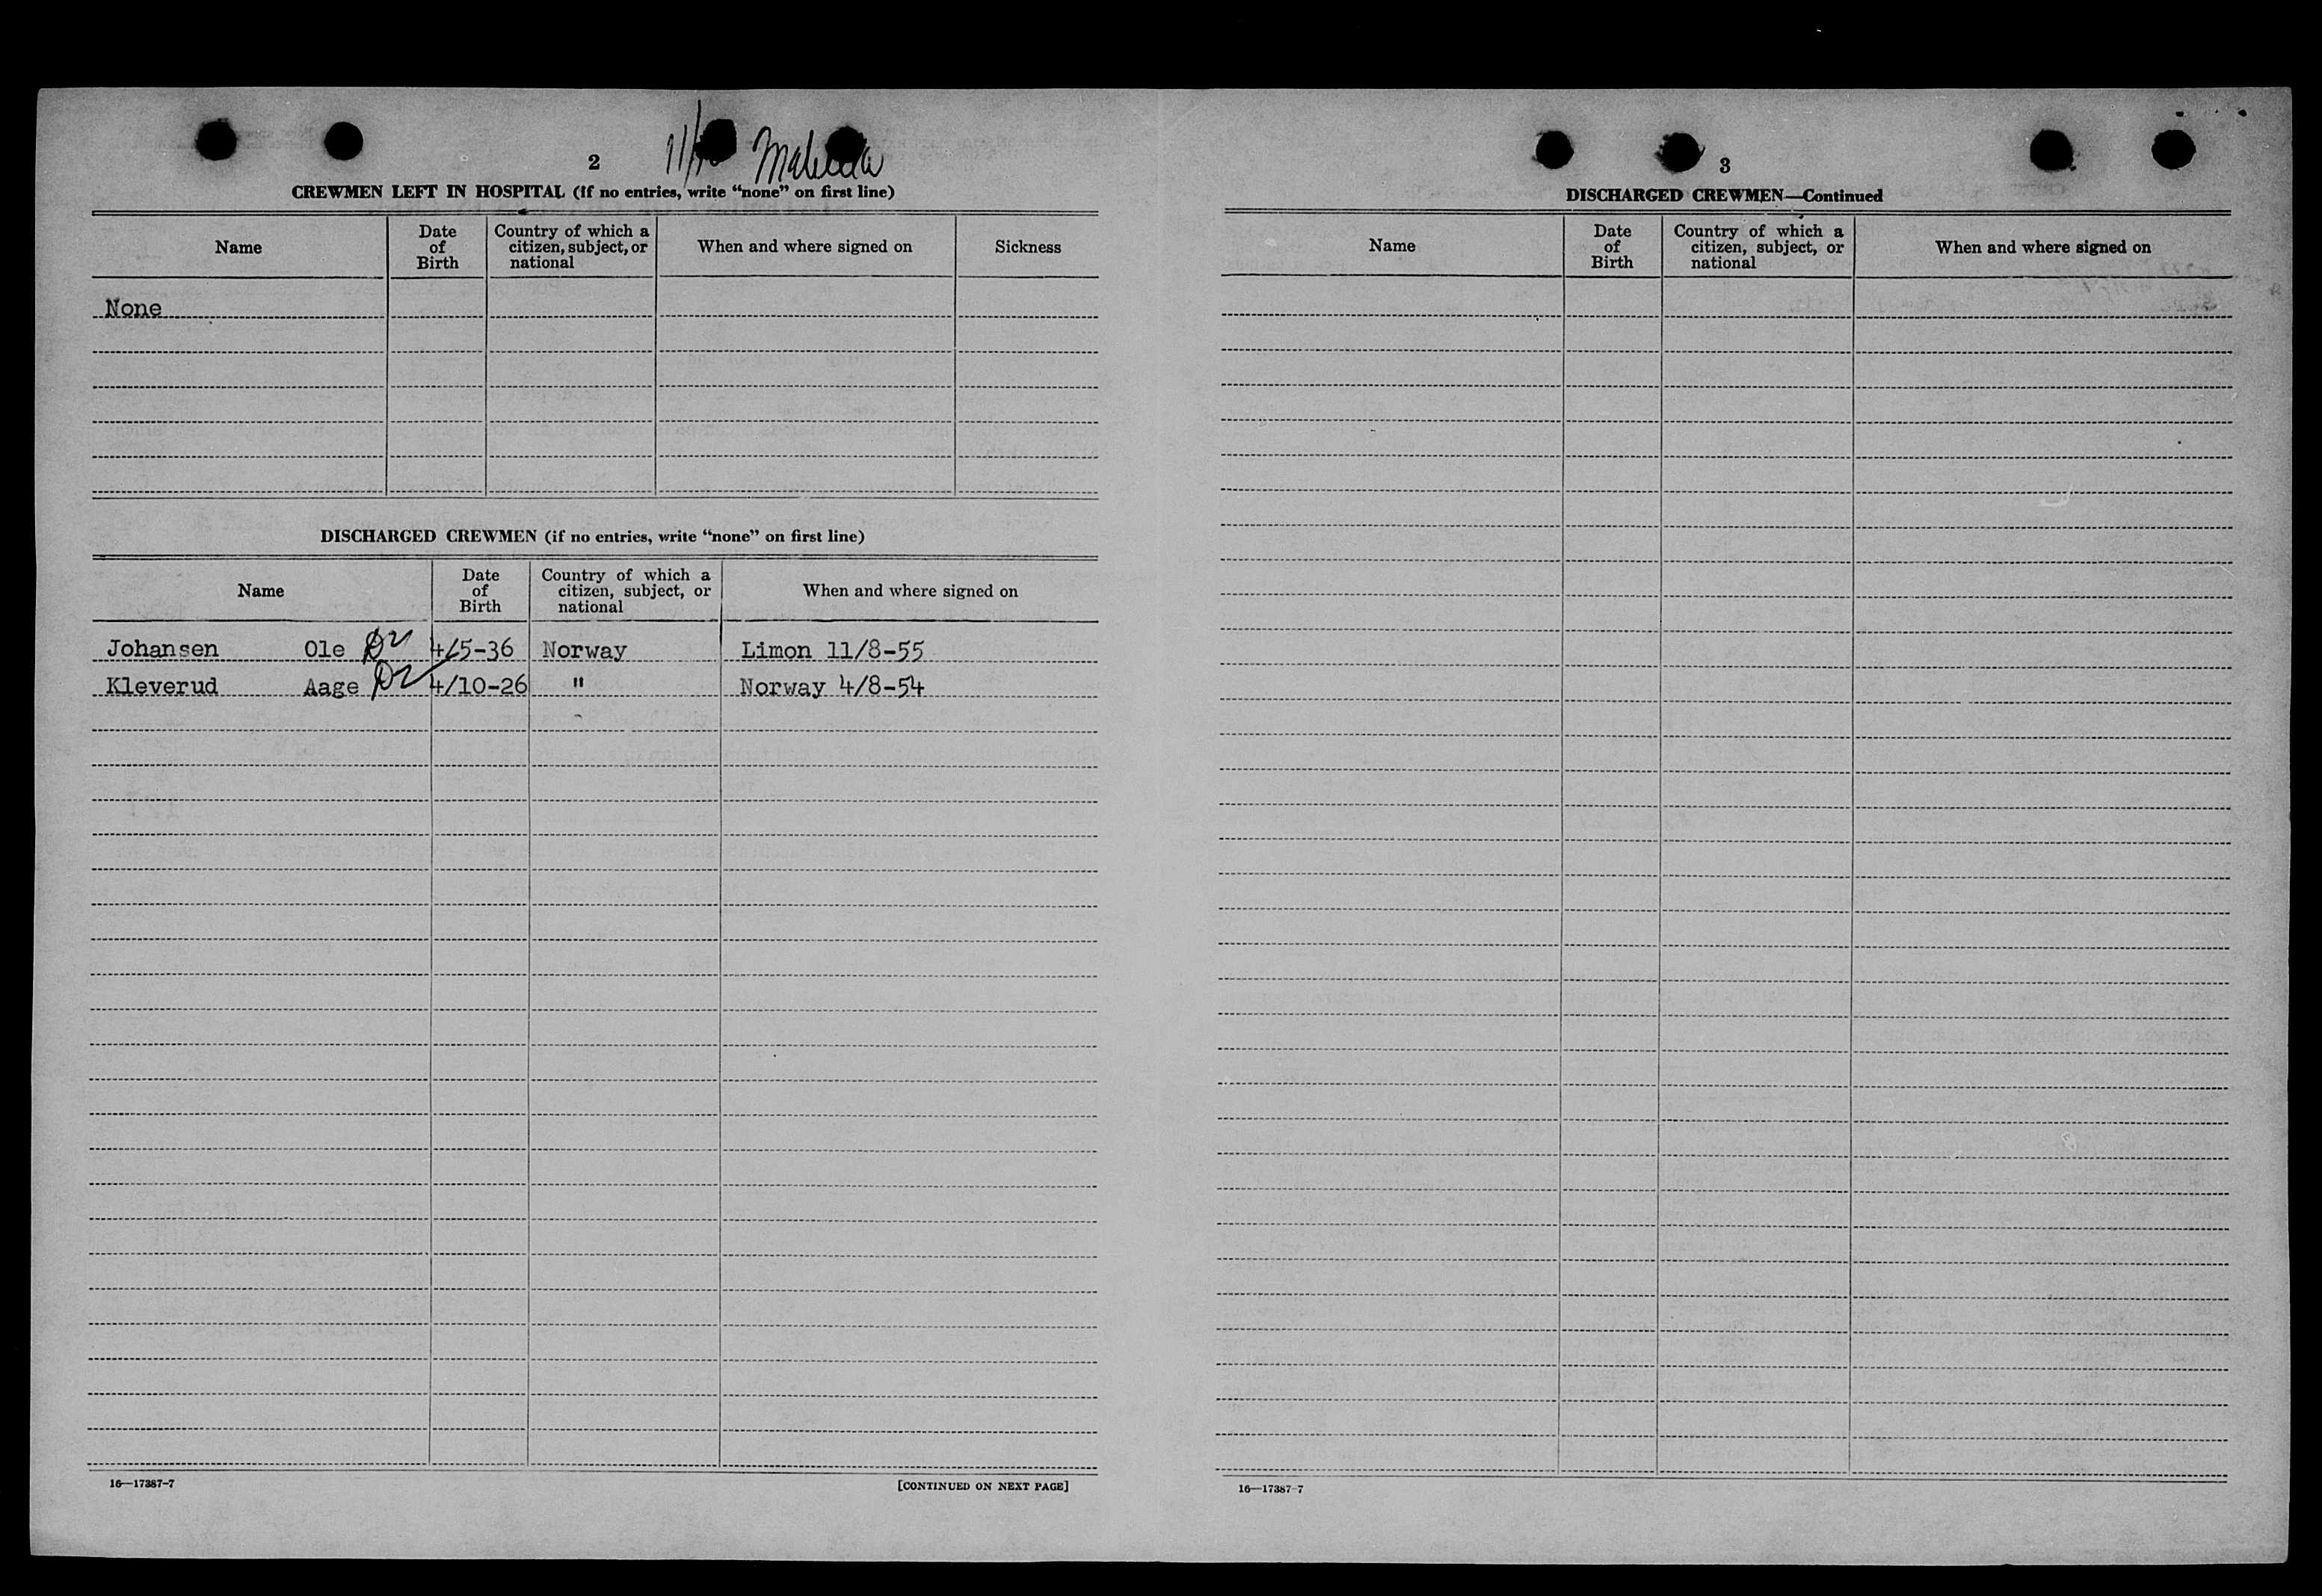 2
CREWMEN LEFT IN HOSPITAL (if no entries, write “none” on first line)
Name Date of Birth Country of which a citizen, subject, or national When and where signed on Sickness
None
DISCHARGED CREWMEN (if no entries, write “none” on first line)
Name Date of Birth Country of which a citizen, subject, or national When and where signed on
Johansen Ole 4/5-36 Norway Limon 11/8-55
Kleverud Aage 4/10-26 " Norway 4/8-54
16—17387-7 [CONTINUED ON NEXT PAGE]
3
DISCHARGED CREWMEN—Continued
Name Date of Birth Country of which a citizen, subject, or national When and where signed on
16—17387-7